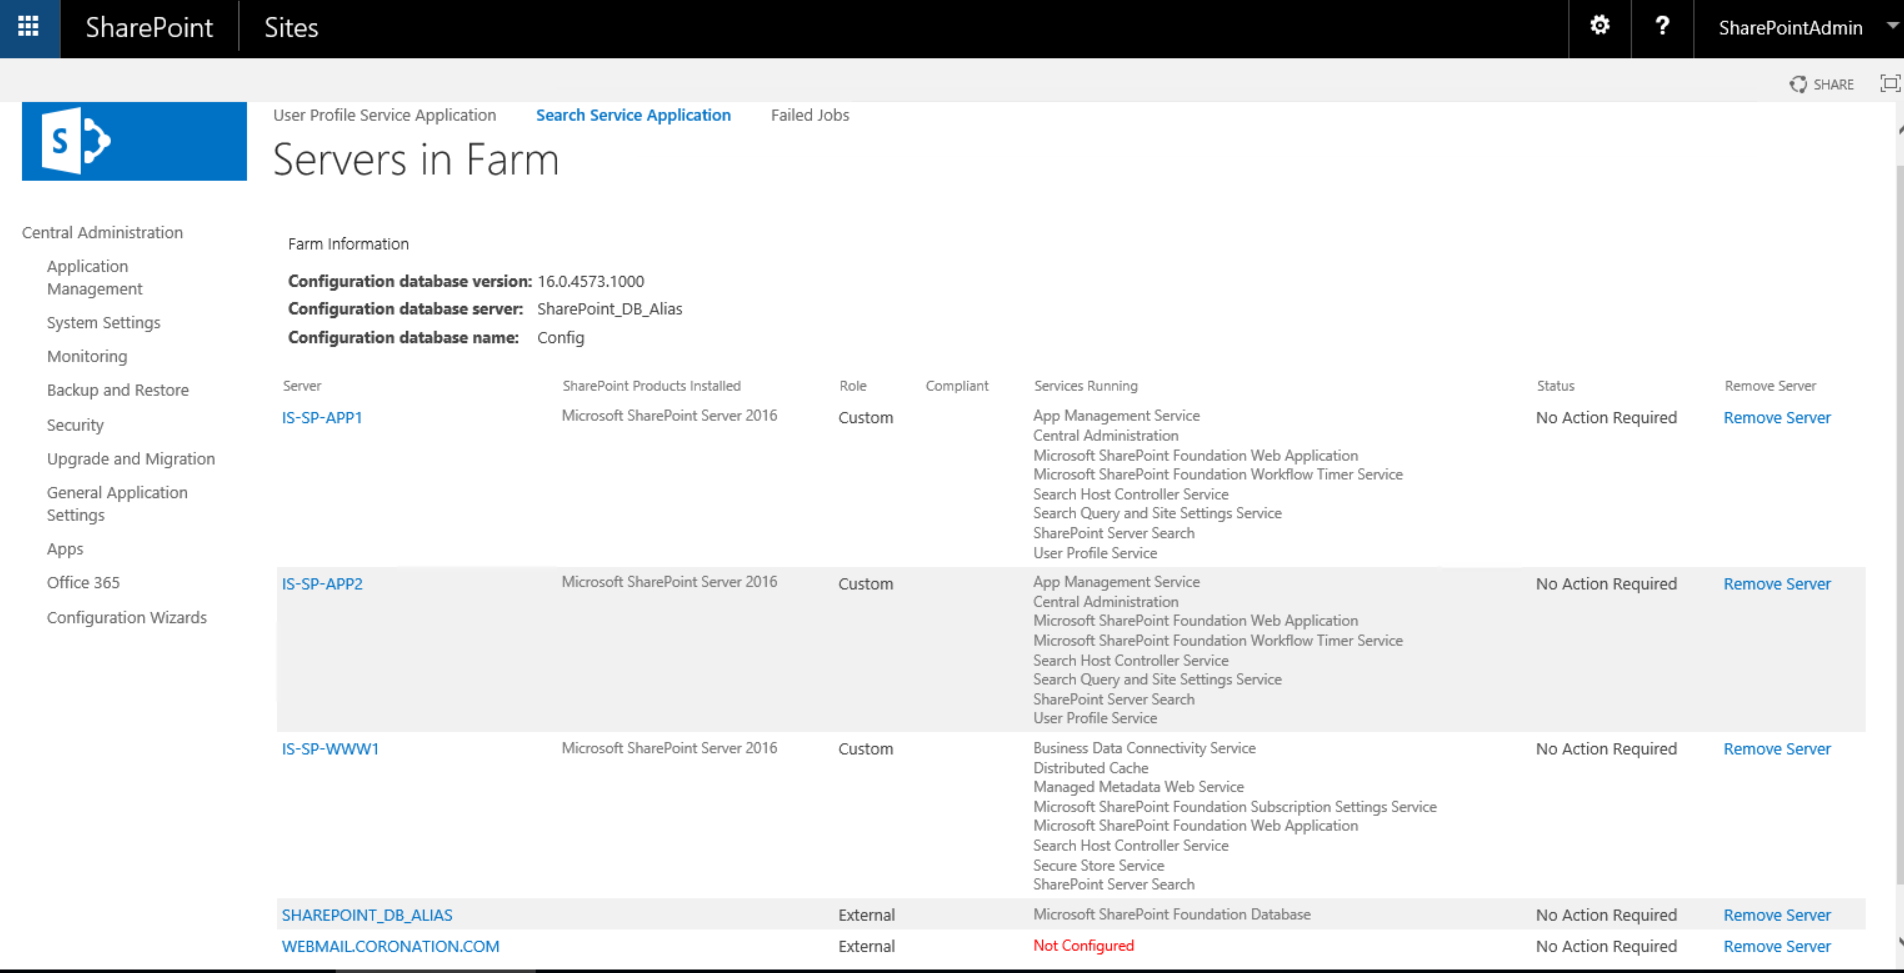 SharePoint Sites ? SharePointAdmin
SHARE
S
User Profile Service Application Search Service Application Failed Jobs
Servers in Farm
Central Administration
Application
Management
System Settings
Monitoring
Backup and Restore
Security
Upgrade and Migration
General Application
Settings
Apps
Office 365
Configuration Wizards
Farm Information
Configuration database version: 16.0.4573.1000
Configuration database server: SharePoint_DB_Alias
Configuration database name: Config
Server SharePoint Products Installed Role Compliant Services Running Status Remove Server
IS-SP-APP1 Microsoft SharePoint Server 2016 Custom App Management Service No Action Required Remove Server
Central Administration
Microsoft SharePoint Foundation Web Application
Microsoft SharePoint Foundation Workflow Timer Service
Search Host Controller Service
Search Query and Site Settings Service
SharePoint Server Search
User Profile Service
IS-SP-APP2 Microsoft SharePoint Server 2016 Custom App Management Service No Action Required Remove Server
Central Administration
Microsoft SharePoint Foundation Web Application
Microsoft SharePoint Foundation Workflow Timer Service
Search Host Controller Service
Search Query and Site Settings Service
SharePoint Server Search
User Profile Service
IS-SP-WWW1 Microsoft SharePoint Server 2016 Custom Business Data Connectivity Service No Action Required Remove Server
Distributed Cache
Managed Metadata Web Service
Microsoft SharePoint Foundation Subscription Settings Service
Microsoft SharePoint Foundation Web Application
Search Host Controller Service
Secure Store Service
SharePoint Server Search
SHAREPOINT_DB_ALIAS External Microsoft SharePoint Foundation Database No Action Required Remove Server
WEBMAIL.CORONATION.COM External Not Configured No Action Required Remove Server